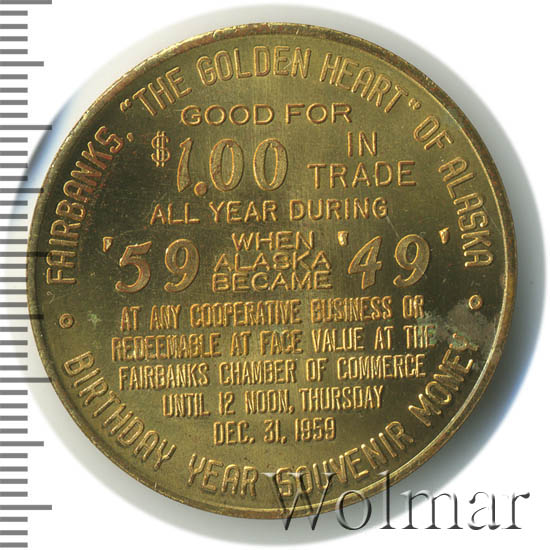 FAIRBANKS, "THE GOLDEN HEART" OF ALASKA
GOOD FOR
$1.00 IN TRADE
ALL YEAR DURING
'59 WHEN ALASKA BECAME '49'
AT ANY COOPERATIVE BUSINESS OR
REDEEMABLE AT FACE VALUE AT THE
FAIRBANKS CHAMBER OF COMMERCE
UNTIL 12 NOON, THURSDAY
DEC. 31, 1959
BIRTHDAY YEAR SOUVENIR MONEY
Wolmar